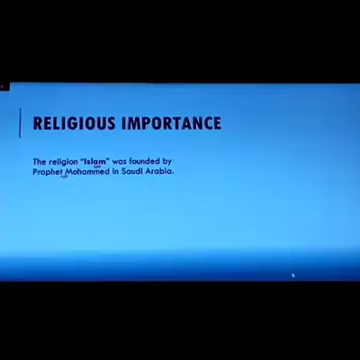 RELIGIOUS IMPORTANCE
The religion "Islam" was founded by
Prophet Mohammed in Saudi Arabia.